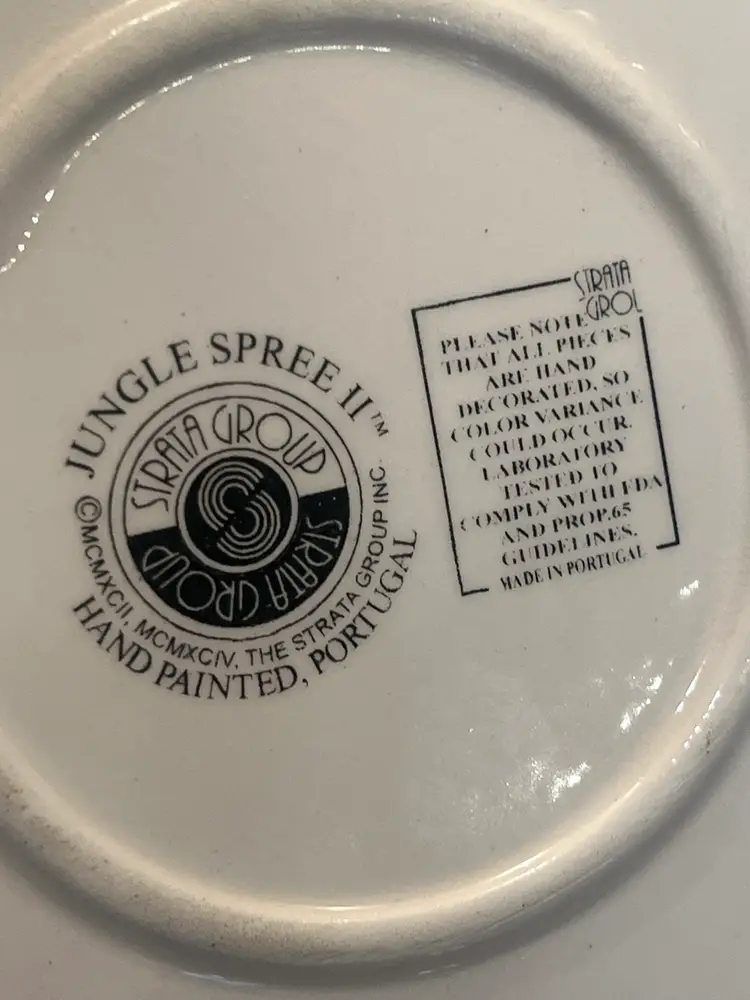 JUNGLE SPREE II™
STRATA GROUP
STRATA GROUP
©MCMXCII, MCMXCIV, THE STRATA GROUP INC.
HAND PAINTED, PORTUGAL
STRATA
GROU
PLEASE NOTE
THAT ALL PIECES
ARE HAND
DECORATED, SO
COLOR VARIANCE
COULD OCCUR.
LABORATORY
TESTED TO
COMPLY WITH FDA
AND PROP.65
GUIDELINES.
MADE IN PORTUGAL